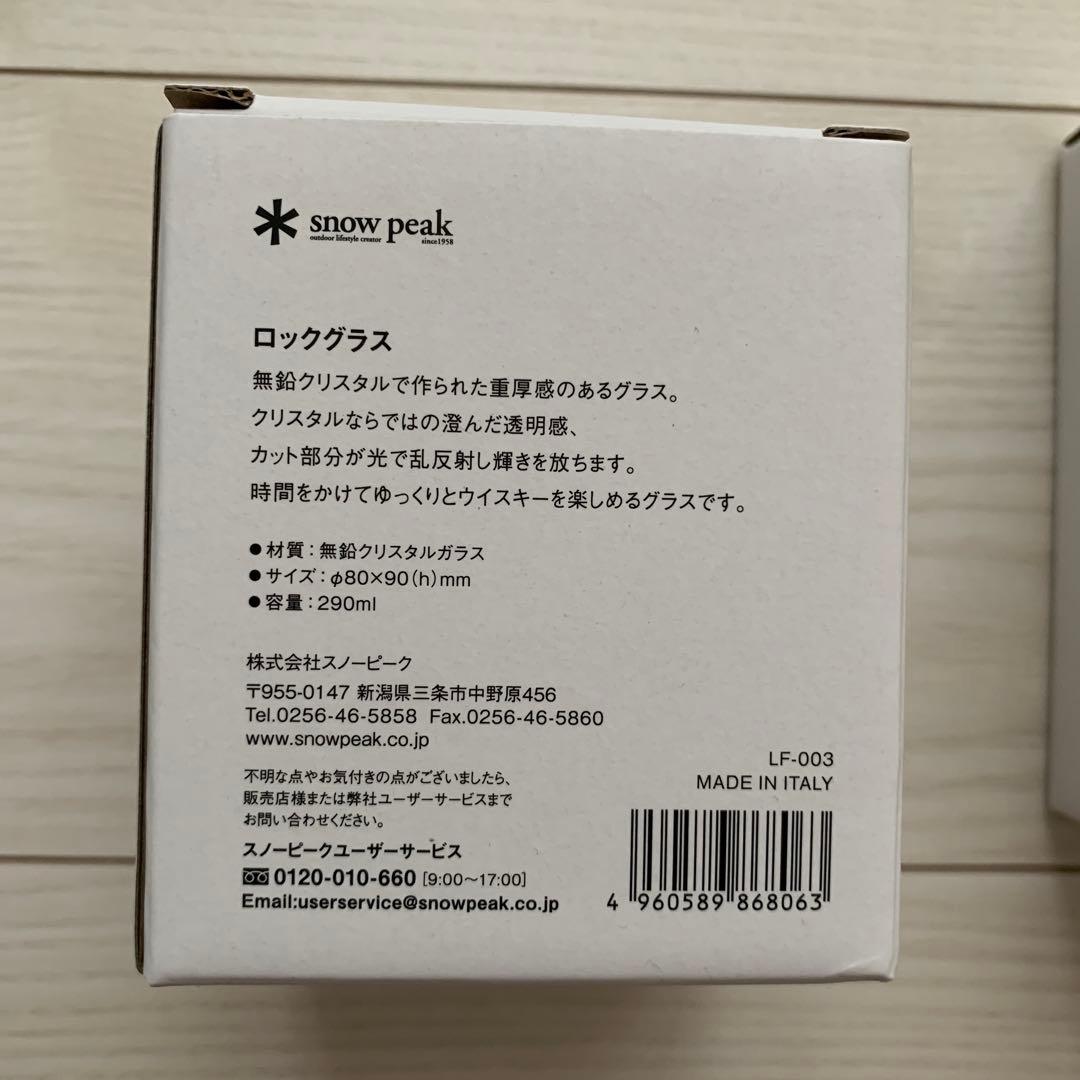 snow peak
outdoor lifestyle creator since1958
ロックグラス
無鉛クリスタルで作られた重厚感のあるグラス。
クリスタルならではの澄んだ透明感、
カット部分が光で乱反射し輝きを放ちます。
時間をかけてゆっくりとウイスキーを楽しめるグラスです。
●材質：無鉛クリスタルガラス
●サイズ：φ80×90(h)mm
●容量：290ml
株式会社スノーピーク
〒955-0147 新潟県三条市中野原456
Tel.0256-46-5858 Fax.0256-46-5860
www.snowpeak.co.jp
不明な点やお気付きの点がございましたら、
販売店様または弊社ユーザーサービスまで
お問い合わせください。
スノーピークユーザーサービス
0120-010-660 [9:00〜17:00]
Email:userservice@snowpeak.co.jp
LF-003
MADE IN ITALY
4 960589 868063